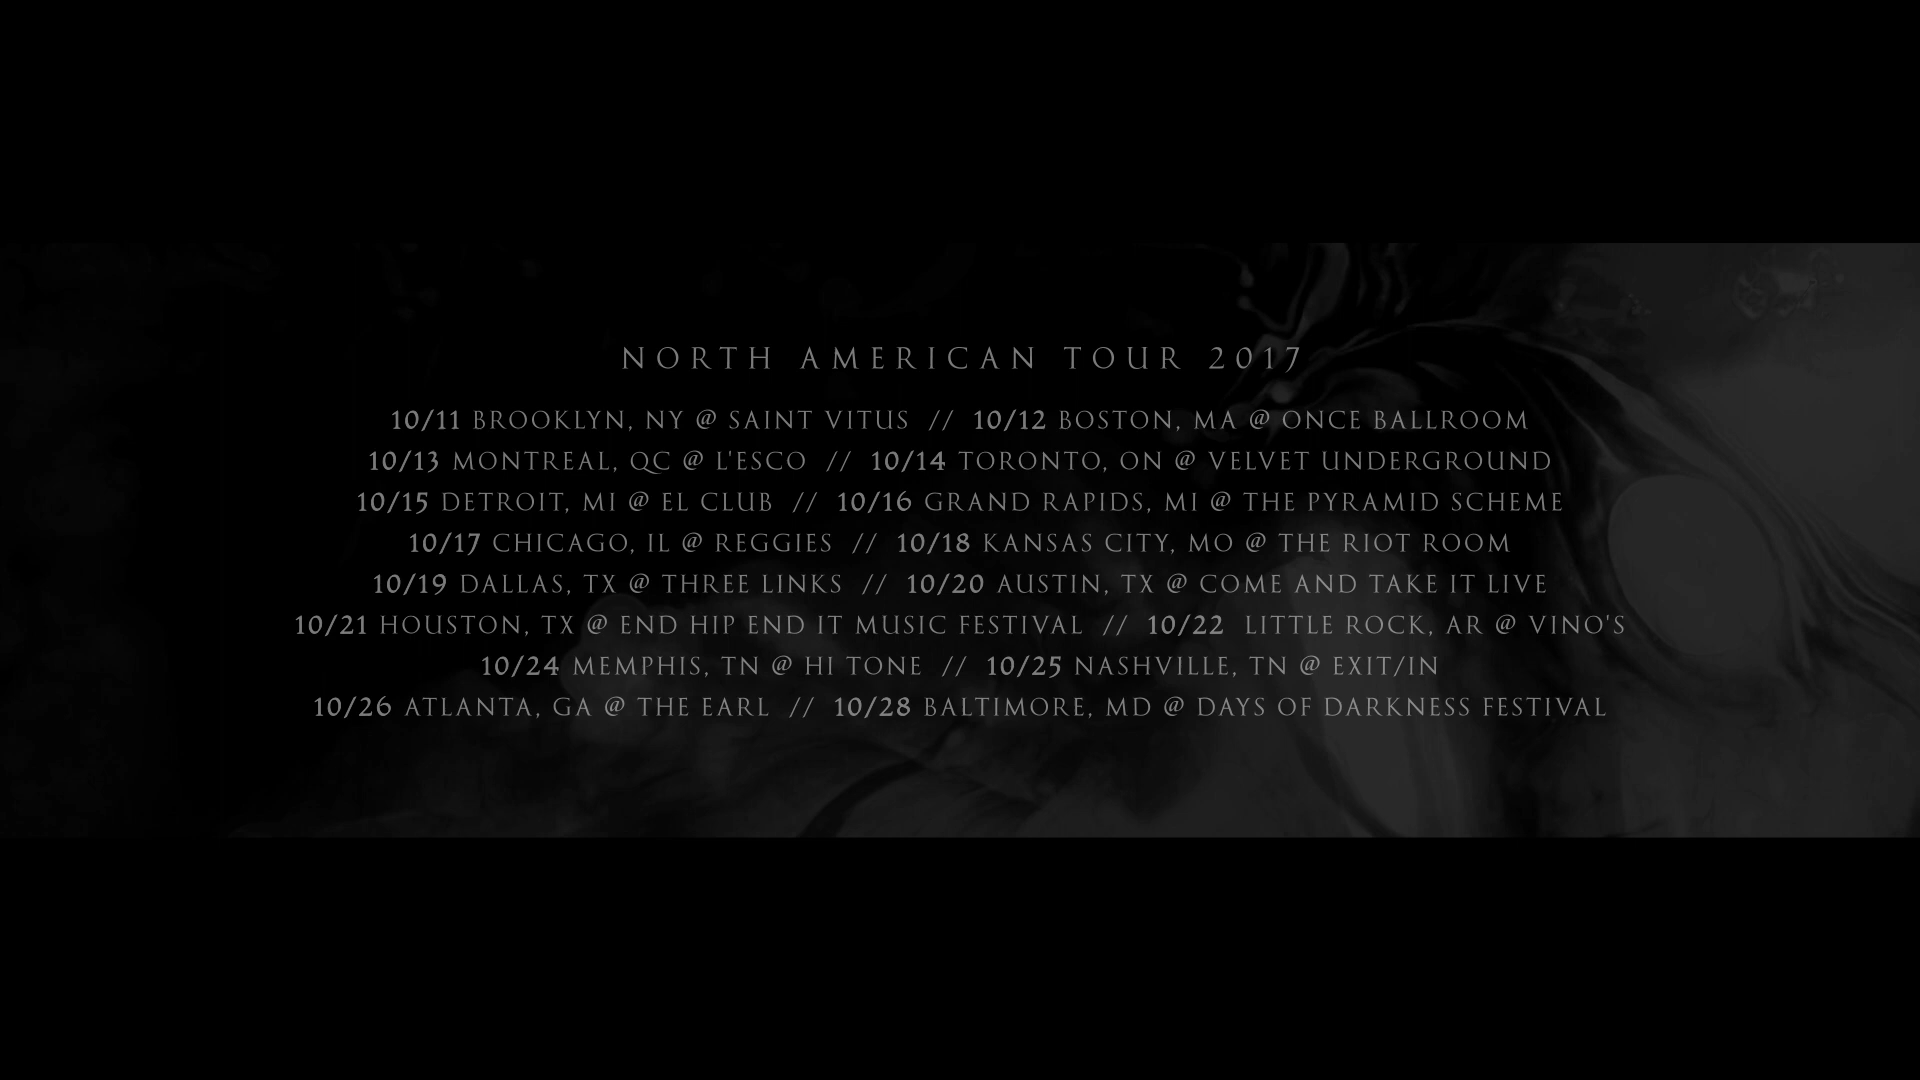 NORTH AMERICAN TOUR 2017
10/11 BROOKLYN, NY @ SAINT VITUS // 10/12 BOSTON, MA @ ONCE BALLROOM
10/13 MONTREAL, QC @ L'ESCO // 10/14 TORONTO, ON @ VELVET UNDERGROUND
10/15 DETROIT, MI @ EL CLUB // 10/16 GRAND RAPIDS, MI @ THE PYRAMID SCHEME
10/17 CHICAGO, IL @ REGGIES // 10/18 KANSAS CITY, MO @ THE RIOT ROOM
10/19 DALLAS, TX @ THREE LINKS // 10/20 AUSTIN, TX @ COME AND TAKE IT LIVE
10/21 HOUSTON, TX @ END HIP END IT MUSIC FESTIVAL // 10/22 LITTLE ROCK, AR @ VINO'S
10/24 MEMPHIS, TN @ HI TONE // 10/25 NASHVILLE, TN @ EXIT/IN
10/26 ATLANTA, GA @ THE EARL // 10/28 BALTIMORE, MD @ DAYS OF DARKNESS FESTIVAL